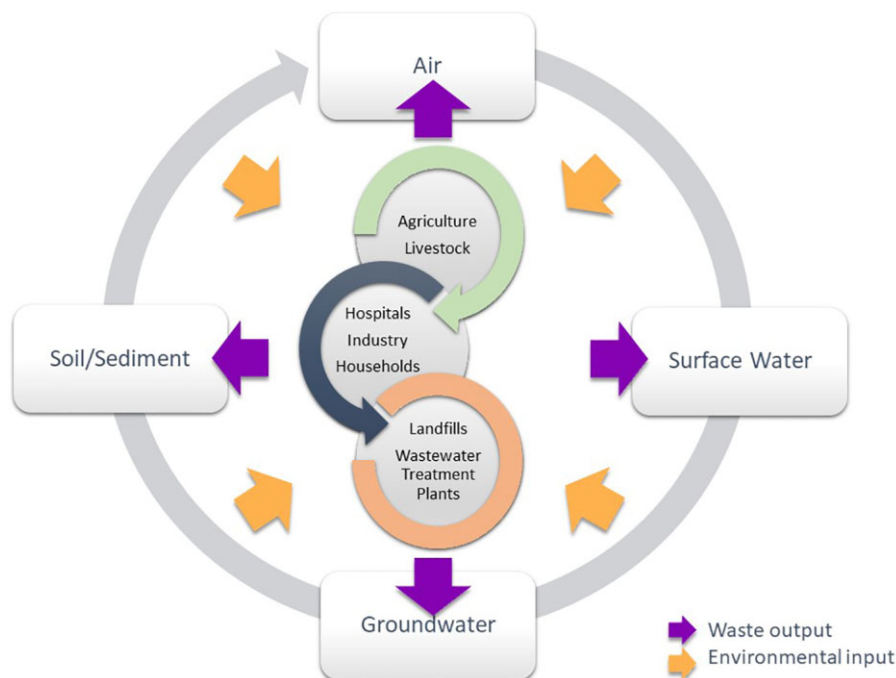 Air
Agriculture
Livestock
Hospitals
Industry
Households
Soil/Sediment
Surface Water
Landfills
Wastewater
Treatment
Plants
Groundwater
Waste output
Environmental input